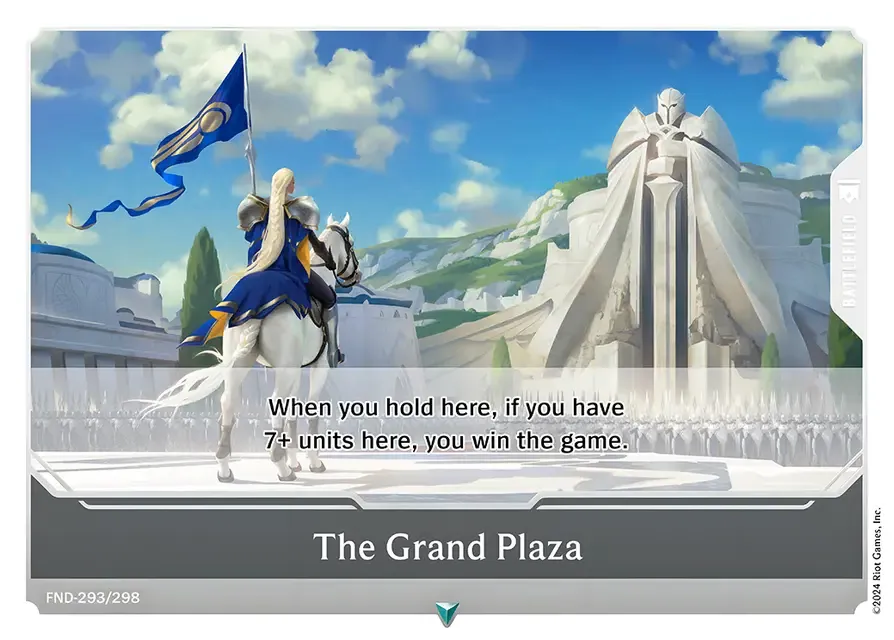 BATTLEFIELD
When you hold here, if you have
7+ units here, you win the game.
The Grand Plaza
FND-293/298
©2024 Riot Games, Inc.